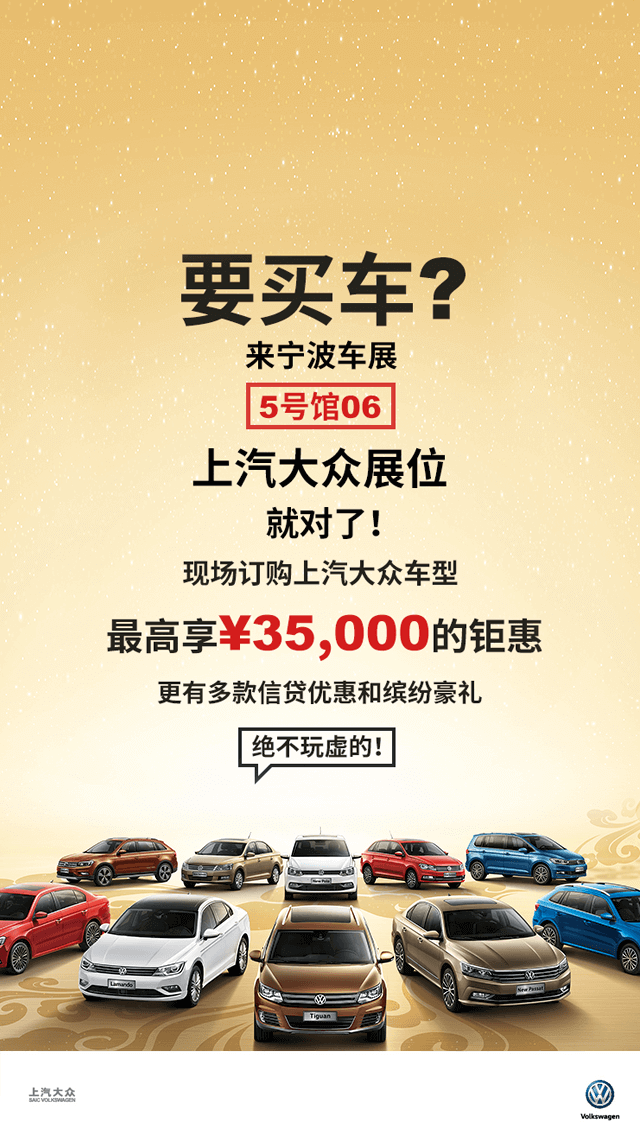 要买车?
来宁波车展
5号馆06
上汽大众展位
就对了!
现场订购上汽大众车型
最高享¥35,000的钜惠
更有多款信贷优惠和缤纷豪礼
绝不玩虚的!
New Polo
Lamando
Tiguan
New Passat
上汽大众
SAIC VOLKSWAGEN
Volkswagen